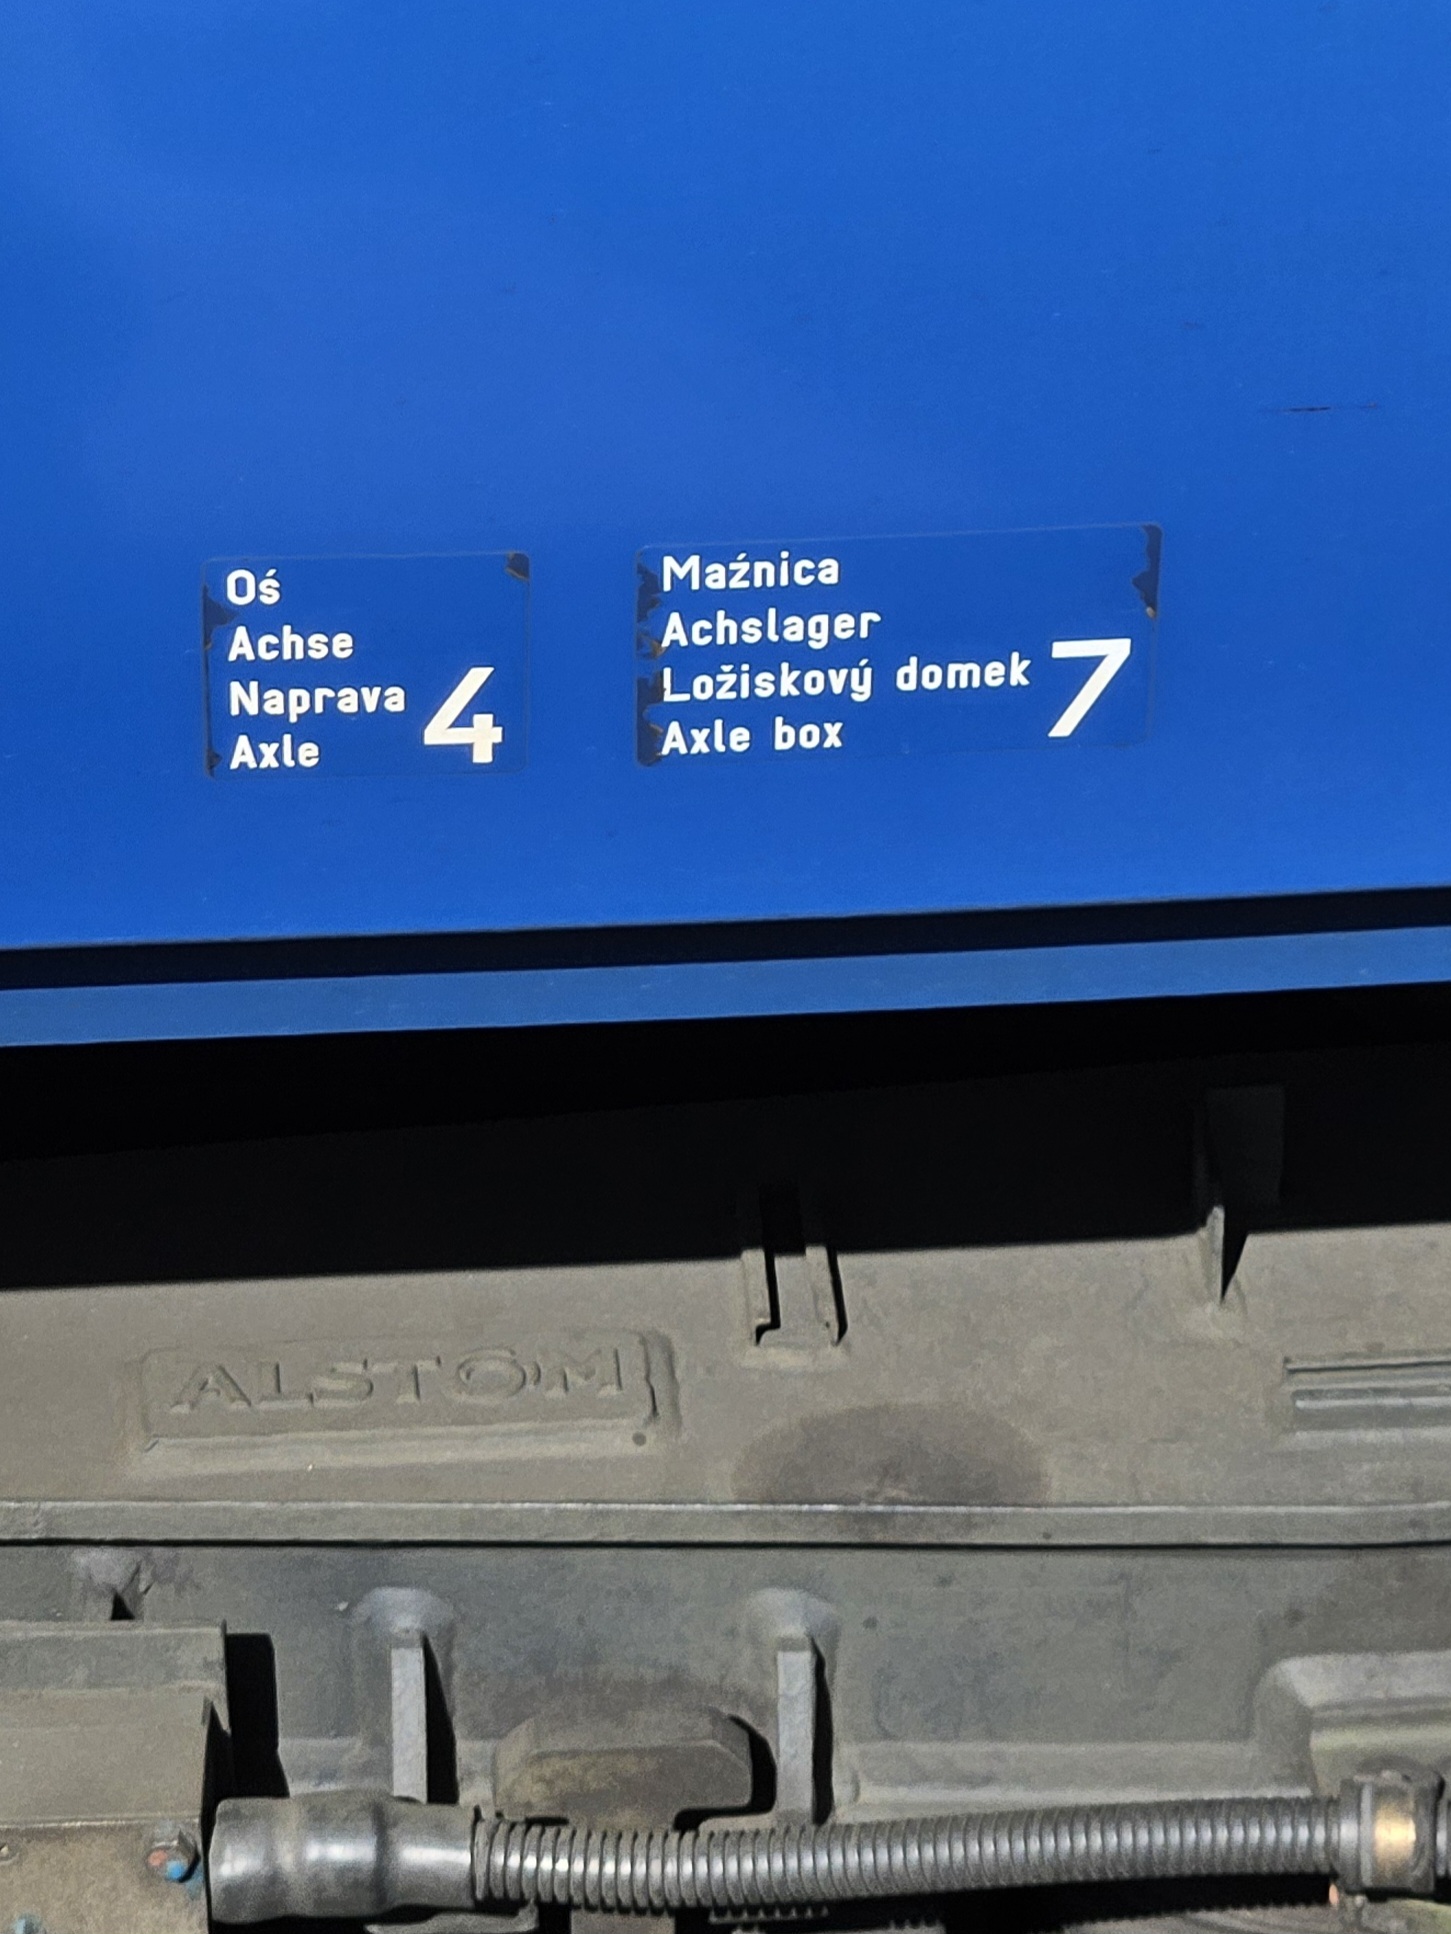 Oś
Achse
Naprava
Axle
4
Maźnica
Achslager
Ložiskový domek
Axle box
7
ALSTOM